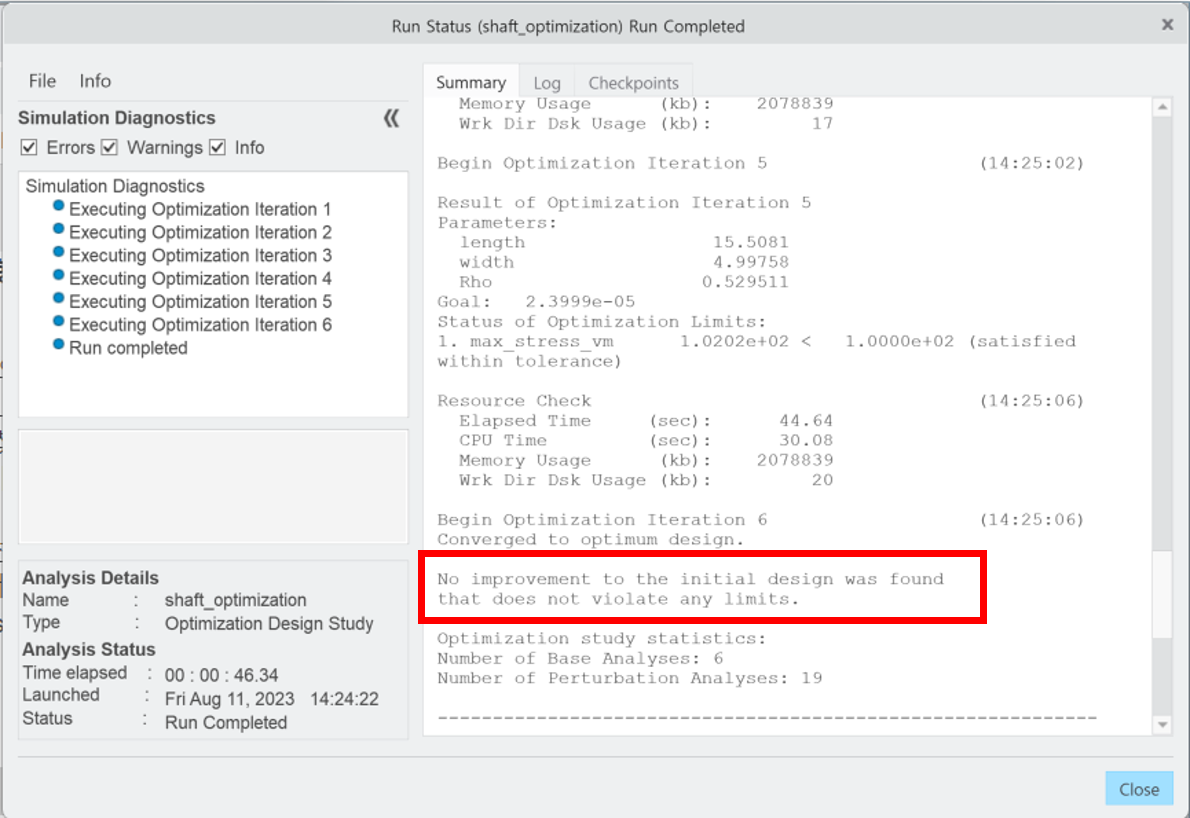 Run Status (shaft_optimization) Run Completed
File Info
Simulation Diagnostics
Errors Warnings Info
Simulation Diagnostics
Executing Optimization Iteration 1
Executing Optimization Iteration 2
Executing Optimization Iteration 3
Executing Optimization Iteration 4
Executing Optimization Iteration 5
Executing Optimization Iteration 6
Run completed
Analysis Details
Name : shaft_optimization
Type : Optimization Design Study
Analysis Status
Time elapsed : 00 : 00 : 46.34
Launched : Fri Aug 11, 2023 14:24:22
Status : Run Completed
Summary Log Checkpoints
Memory Usage (kb): 2078839
Wrk Dir Dsk Usage (kb): 17
Begin Optimization Iteration 5 (14:25:02)
Result of Optimization Iteration 5
Parameters:
length 15.5081
width 4.99758
Rho 0.529511
Goal: 2.3999e-05
Status of Optimization Limits:
1. max_stress_vm 1.0202e+02 < 1.0000e+02 (satisfied
within tolerance)
Resource Check (14:25:06)
Elapsed Time (sec): 44.64
CPU Time (sec): 30.08
Memory Usage (kb): 2078839
Wrk Dir Dsk Usage (kb): 20
Begin Optimization Iteration 6 (14:25:06)
Converged to optimum design.
No improvement to the initial design was found
that does not violate any limits.
Optimization study statistics:
Number of Base Analyses: 6
Number of Perturbation Analyses: 19
------------------------------------------------------------
Close